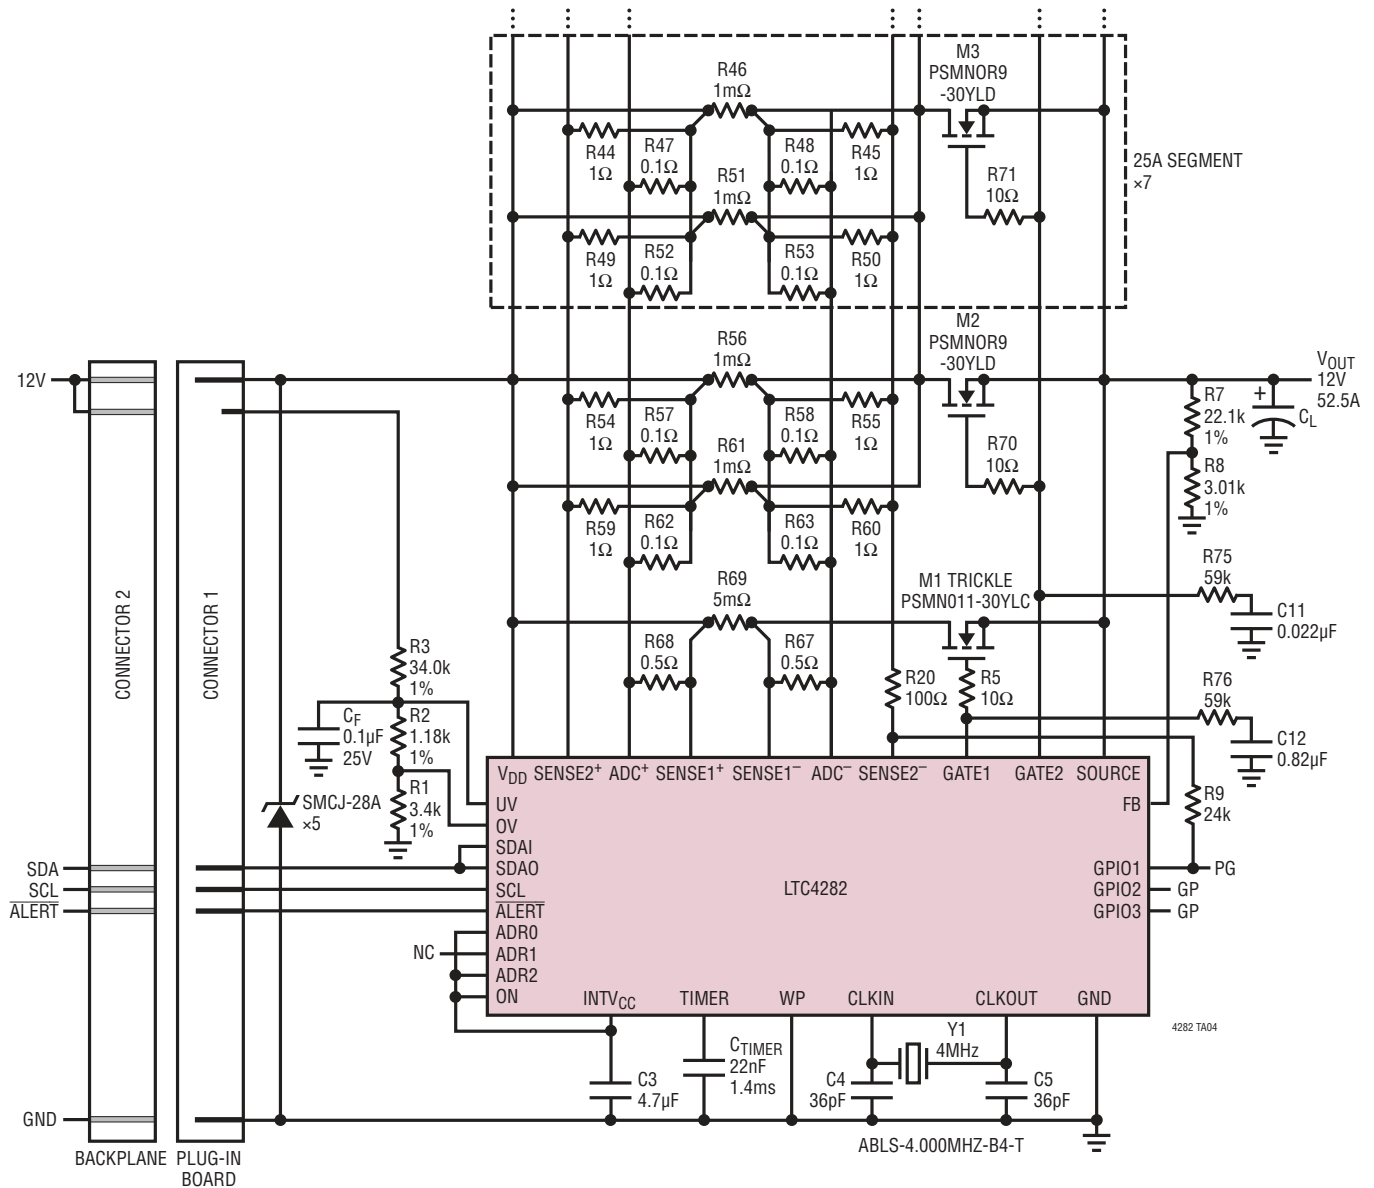 M3
PSMNOR9
-30YLD
R46
1mΩ
R44
1Ω
R47
0.1Ω
R48
0.1Ω
R45
1Ω
R71
10Ω
25A SEGMENT
×7
R51
1mΩ
R49
1Ω
R52
0.1Ω
R53
0.1Ω
R50
1Ω
M2
PSMNOR9
-30YLD
R56
1mΩ
12V
VOUT
12V
52.5A
R54
1Ω
R57
0.1Ω
R58
0.1Ω
R55
1Ω
R70
10Ω
R7
22.1k
1%
+
CL
R61
1mΩ
R8
3.01k
1%
R59
1Ω
R62
0.1Ω
R63
0.1Ω
R60
1Ω
R69
5mΩ
M1 TRICKLE
PSMN011-30YLC
R75
59k
C11
0.022µF
CONNECTOR 2
CONNECTOR 1
R3
34.0k
1%
R68
0.5Ω
R67
0.5Ω
R20
100Ω
R5
10Ω
R76
59k
C12
0.82µF
CF
0.1µF
25V
R2
1.18k
1%
R1
3.4k
1%
SMCJ-28A
×5
R9
24k
VDD SENSE2+ ADC+ SENSE1+ SENSE1− ADC− SENSE2− GATE1 GATE2 SOURCE
UV
OV
SDAI
SDAO
SCL
ALERT
ADR0
ADR1
ADR2
ON
FB
GPIO1
GPIO2
GPIO3
PG
GP
GP
LTC4282
SDA
SCL
ALERT
NC
INTVCC TIMER WP CLKIN CLKOUT GND
4282 TA04
C3
4.7µF
CTIMER
22nF
1.4ms
Y1
4MHz
C4
36pF
C5
36pF
GND
ABLS-4.000MHZ-B4-T
BACKPLANE
PLUG-IN
BOARD